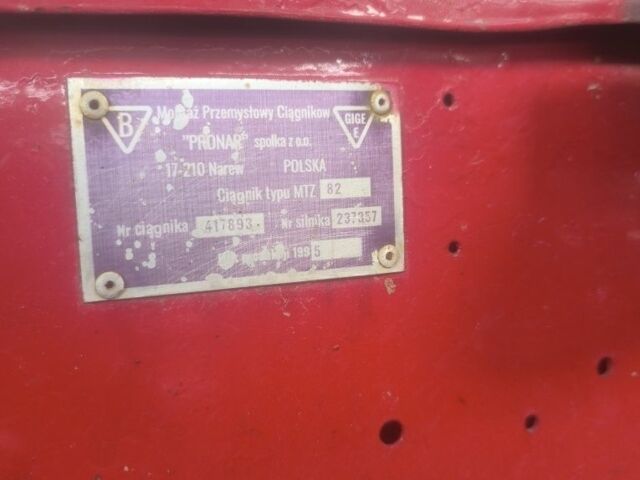 B
Montaż Przemysłowy Ciągników
GIGE
E
"PRONAR" spolka z o.o.
17-210 Narew POLSKA
Ciągnik typu MTZ 82
Nr ciągnika 417893. Nr silnika 237357
1995